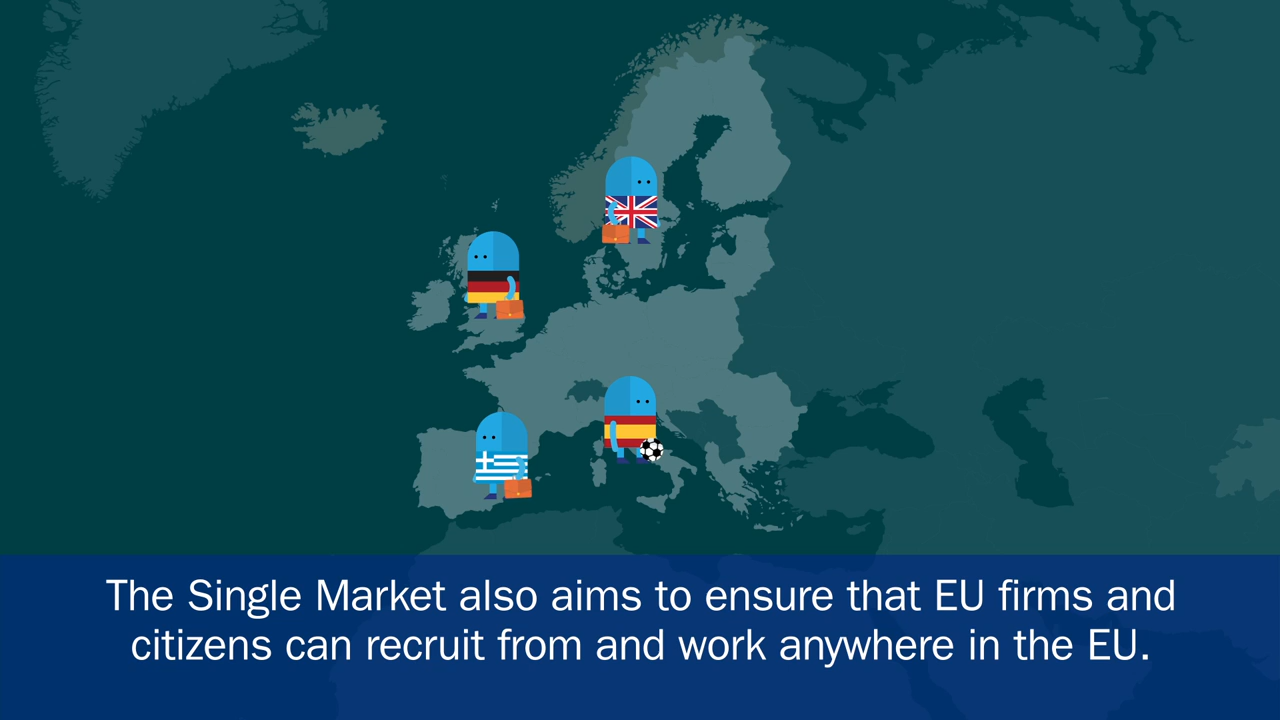 The Single Market also aims to ensure that EU firms and
citizens can recruit from and work anywhere in the EU.